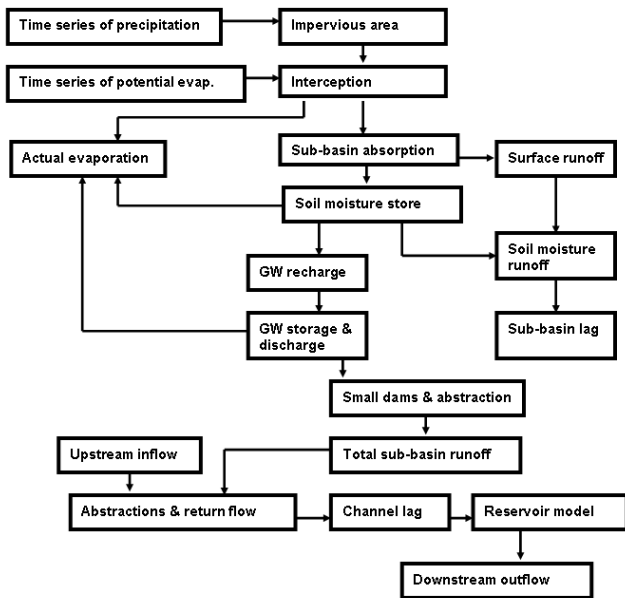 Time series of precipitation
Impervious area
Time series of potential evap.
Interception
Actual evaporation
Sub-basin absorption
Surface runoff
Soil moisture store
Soil moisture
runoff
GW recharge
GW storage &
discharge
Sub-basin lag
Small dams & abstraction
Upstream inflow
Total sub-basin runoff
Abstractions & return flow
Channel lag
Reservoir model
Downstream outflow